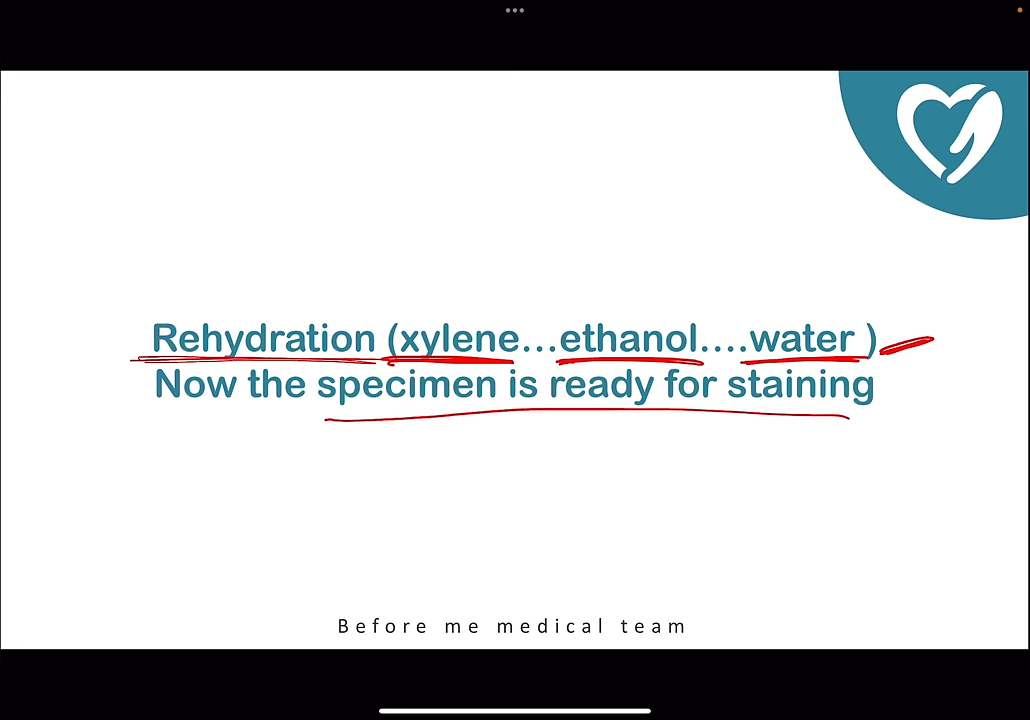 Rehydration (xylene...ethanol....water )
Now the specimen is ready for staining
Before me medical team